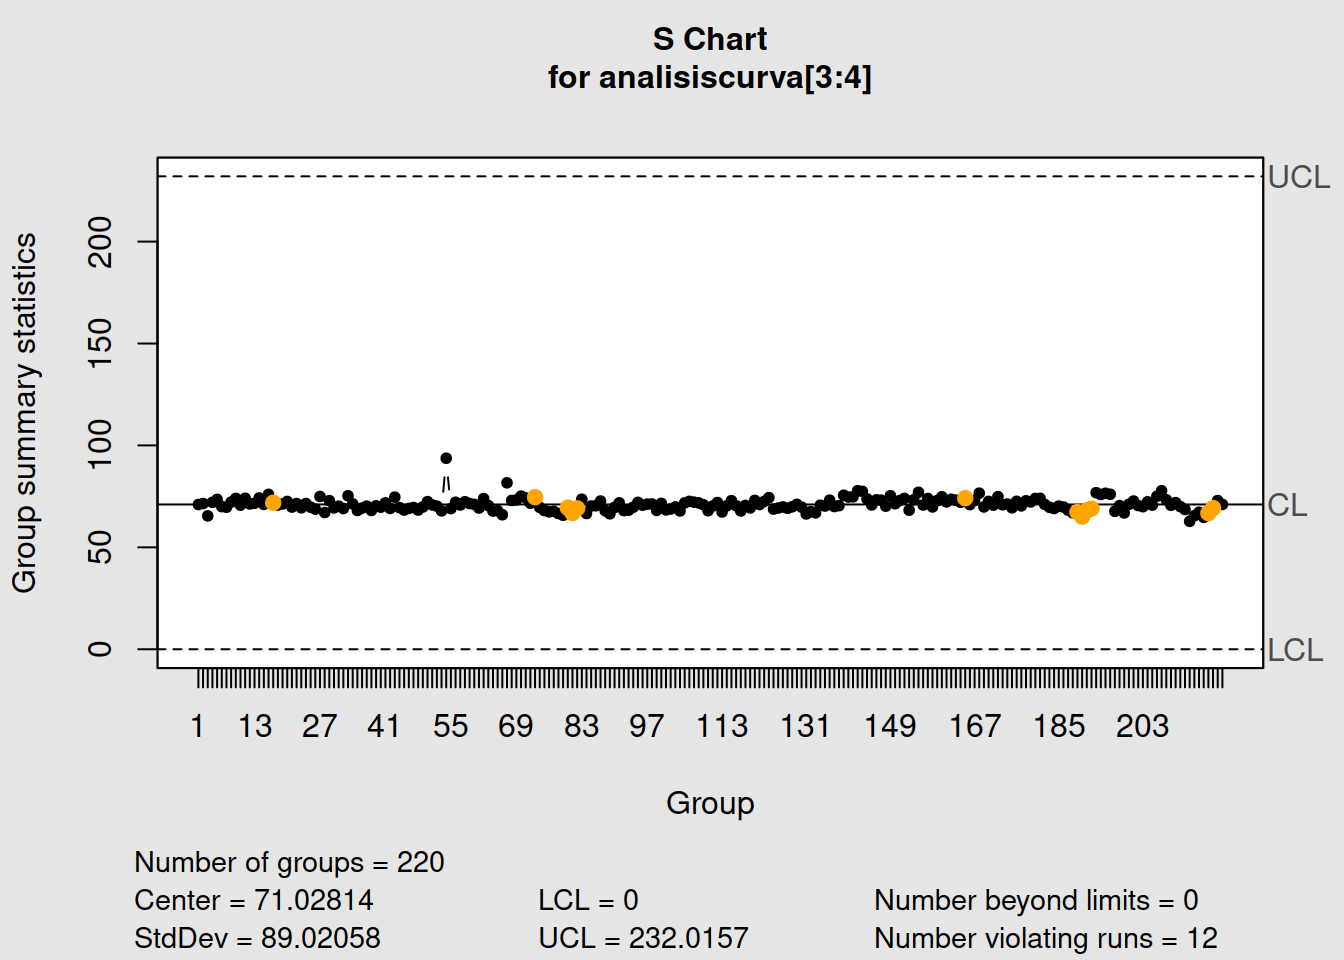 S Chart
for analisiscurva[3:4]
Group summary statistics
200
150
100
50
0
UCL
CL
LCL
1 13 27 41 55 69 83 97 113 131 149 167 185 203
Group
Number of groups = 220
Center = 71.02814 LCL = 0 Number beyond limits = 0
StdDev = 89.02058 UCL = 232.0157 Number violating runs = 12